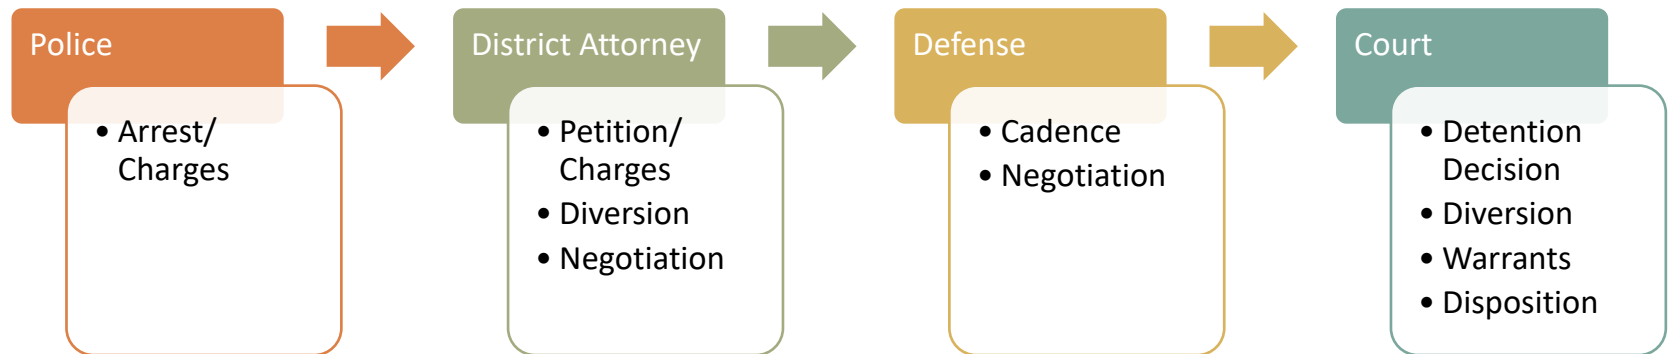 Police
• Arrest/
Charges
District Attorney
• Petition/
Charges
• Diversion
• Negotiation
Defense
• Cadence
• Negotiation
Court
• Detention
Decision
• Diversion
• Warrants
• Disposition